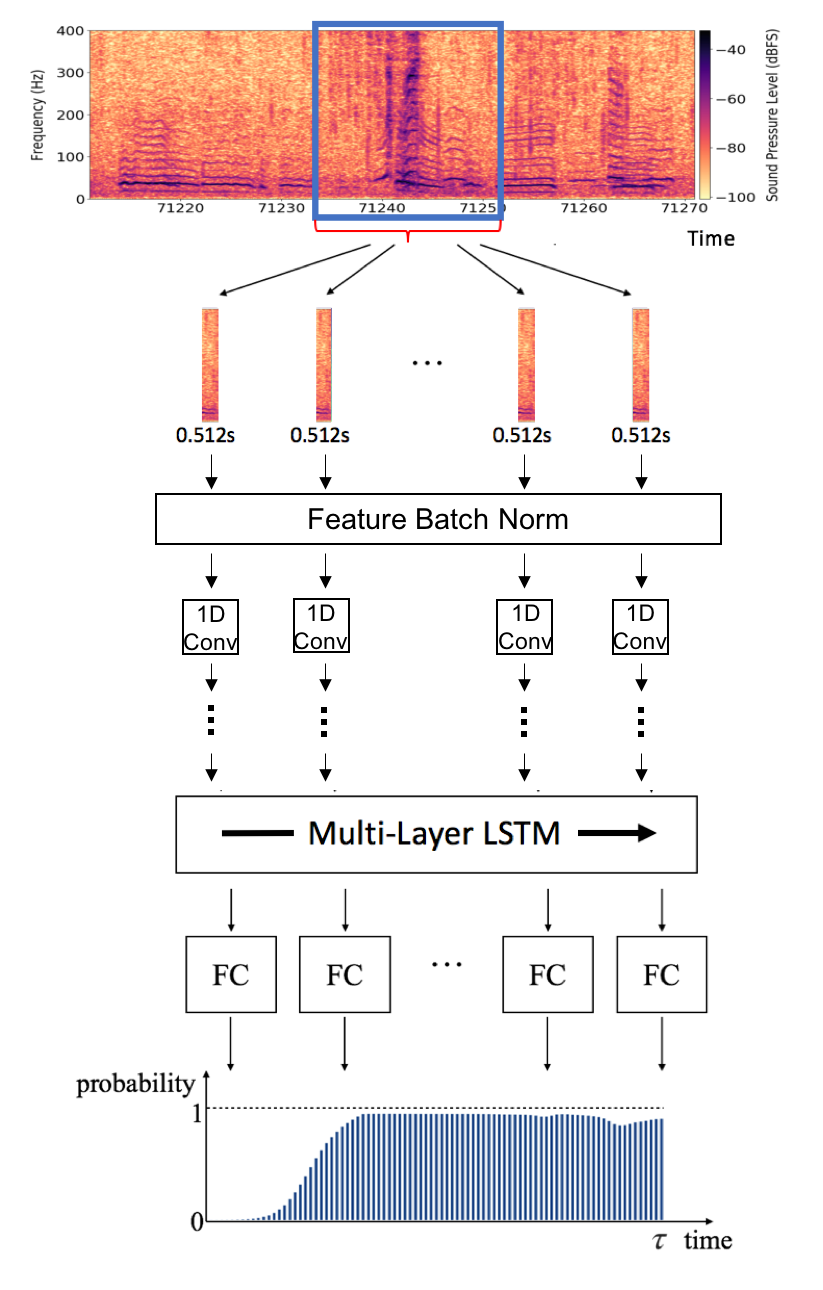 400
300
200
100
0
Frequency (Hz)
71220 71230 71240 71250 71260 71270
−40
−60
−80
−100
Sound Pressure Level (dBFS)
Time
...
0.512s 0.512s 0.512s 0.512s
Feature Batch Norm
1D 1D 1D 1D
Conv Conv Conv Conv
Multi-Layer LSTM
FC FC ... FC FC
probability
1
0
τ time